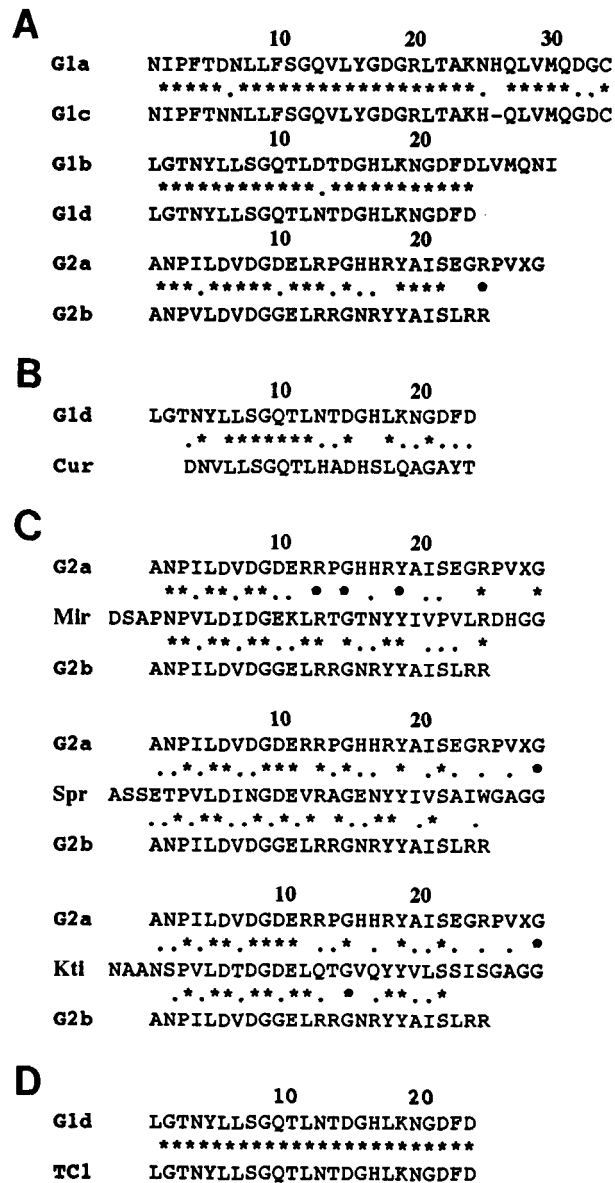 A
10 20 30
G1a NIPFTDNLLFSGQVLYGDGRLTAKNHQLVMQDGC
*****.*****************. *****..*
G1c NIPFTNNLLFSGQVLYGDGRLTAKH-QLVMQGDC
10 20
G1b LGTNYLLSGQTLDTDGHLKNGDFDLVMQNI
************.***********
G1d LGTNYLLSGQTLNTDGHLKNGDFD
10 20
G2a ANPILDVDGDELRPGHHRYAISEGRPVXG
***.*****.***.*.. **** •
G2b ANPVLDVDGGELRRGNRYYAISLRR
B
10 20
G1d LGTNYLLSGQTLNTDGHLKNGDFD
.* *******..* *..*...
Cur DNVLLSGQTLHADHSLQAGAYT
C
10 20
G2a ANPILDVDGDERRPGHHRYAISEGRPVXG
**.**.**.. • • . • .. * *
Mir DSAPNPVLDIDGEKLRTGTNYYIVPVLRDHGG
**.**.**..** *..** ... *
G2b ANPILDVDGGELRRGNRYYAISLRR
10 20
G2a ANPILDVDGDERRPGHHRYAISEGRPVXG
..*.**.*** *.*. * .*. . . •
Spr ASSETPVLDINGDEVRAGENYYIVSAIWGAGG
..*.**..*.*.* *..** .* .
G2b ANPILDVDGGELRRGNRYYAISLRR
10 20
G2a ANPILDVDGDERRPGHHRYAISEGRPVXG
..*.**.**** ..* . *..*. . . •
Kti NAANSPVLDTDGDELQTGVQYYVLSSISGAGG
.*.**.**.**. • .**..*
G2b ANPILDVDGGELRRGNRYYAISLRR
D
10 20
G1d LGTNYLLSGQTLNTDGHLKNGDFD
************************
TC1 LGTNYLLSGQTLNTDGHLKNGDFD